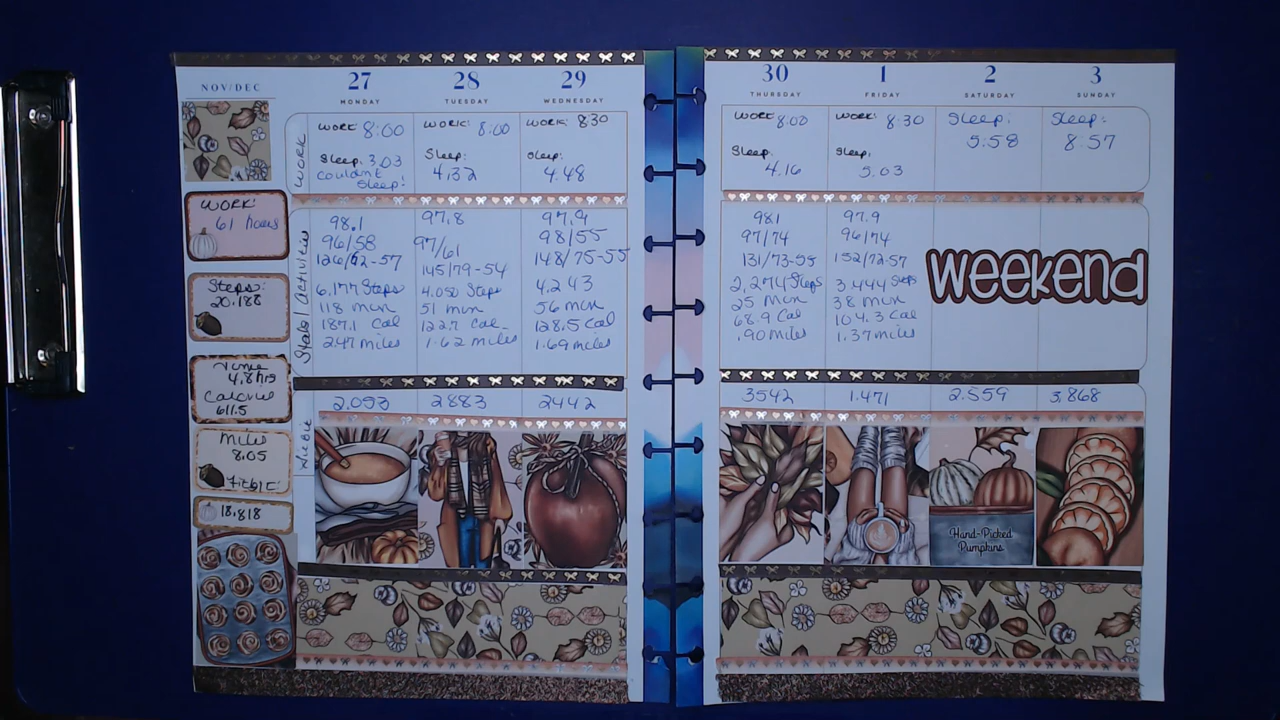 NOV/DEC
WORK:
61 hours
Steps:
20,188
Time
4.8 hrs
Calorie
611.5
Miles
8.05
Fitbit:
18,818
WORK
Stats/Activities
27
MONDAY
WORK 8:00
Sleep: 3.03
couldn't
Sleep!
98.1
96/58
126/62-57
6,177 Steps
118 min
187.1 Cal
2.47 miles
2.093
28
TUESDAY
WORK: 8:00
Sleep:
4.32
97.8
97/61
145/79-54
4.050 Steps
51 min
122.7 Cal
1.62 miles
2883
29
WEDNESDAY
WORK: 8:30
Sleep:
4.48
97.9
98/55
148/75-55
4.243
56 min
128.5 Cal
1.69 miles
2442
30
THURSDAY
WORK 8:00
Sleep:
4.16
981
97/74
131/73-55
2,274 Steps
25 min
68.9 Cal
.90 miles
3542
1
FRIDAY
WORK: 8:30
Sleep:
5.03
97.9
96/74
132/72-57
3.444 Steps
38 min
104.3 Cal
1.37 miles
1.471
2
SATURDAY
Sleep:
5:58
3
SUNDAY
Sleep:
8:57
weekend
2.559
3,868
Hand-Picked
Pumpkins